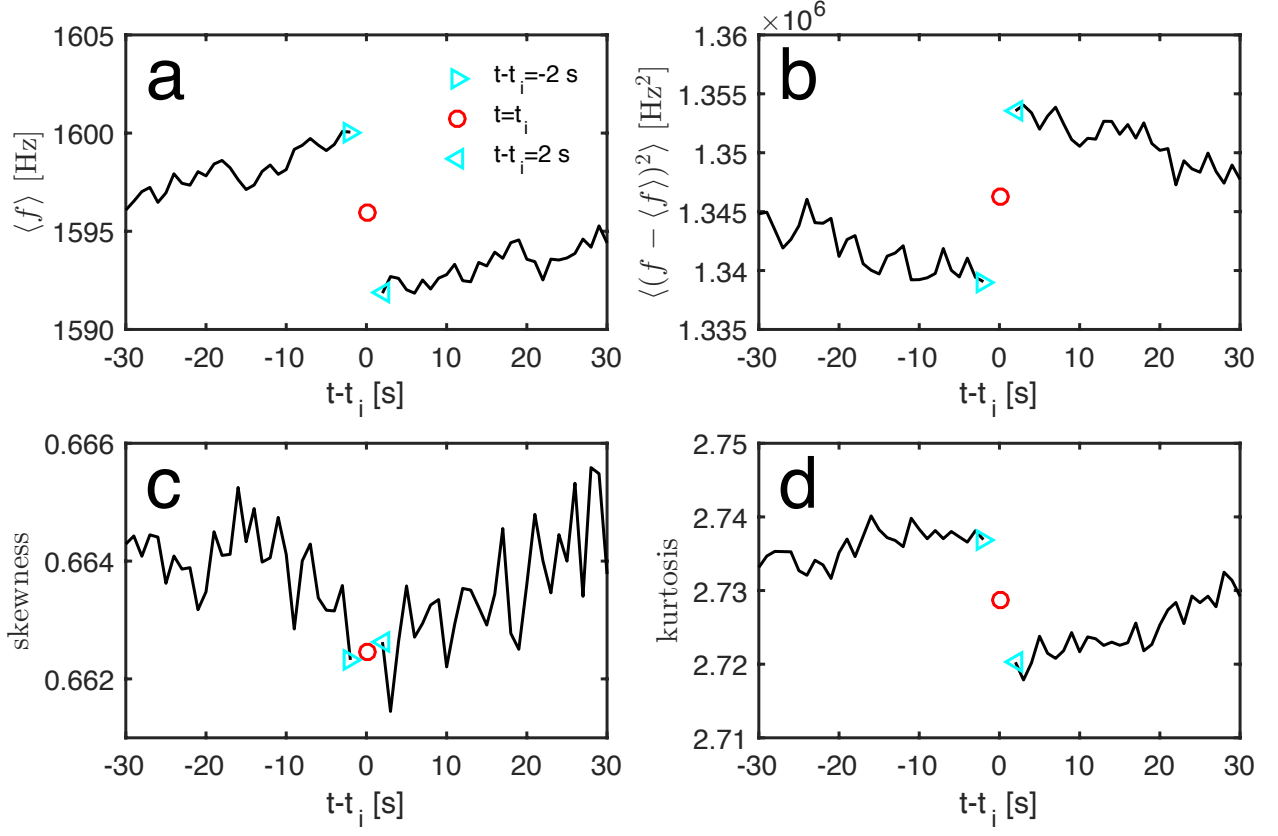 a
1605
1600
1595
1590
⟨f⟩ [Hz]
t-t_i=-2 s
t=t_i
t-t_i=2 s
-30 -20 -10 0 10 20 30
t-t_i [s]
b
×10^6
1.36
1.355
1.35
1.345
1.34
1.335
⟨(f − ⟨f⟩)^2⟩ [Hz^2]
-30 -20 -10 0 10 20 30
t-t_i [s]
c
0.666
0.664
0.662
skewness
-30 -20 -10 0 10 20 30
t-t_i [s]
d
2.75
2.74
2.73
2.72
2.71
kurtosis
-30 -20 -10 0 10 20 30
t-t_i [s]